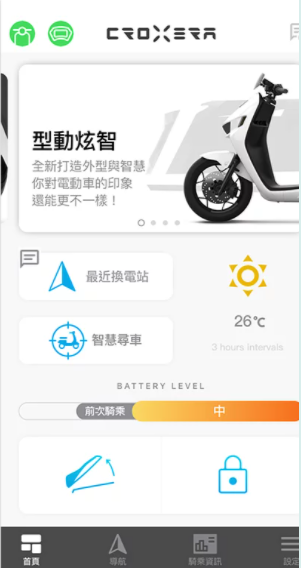 CROXERA
型動炫智
全新打造外型與智慧
你對電動車的印象
還能更不一樣！
最近換電站
26℃
智慧尋車
3 hours intervals
BATTERY LEVEL
前次騎乘
中
首頁
導航
騎乘資訊
設定